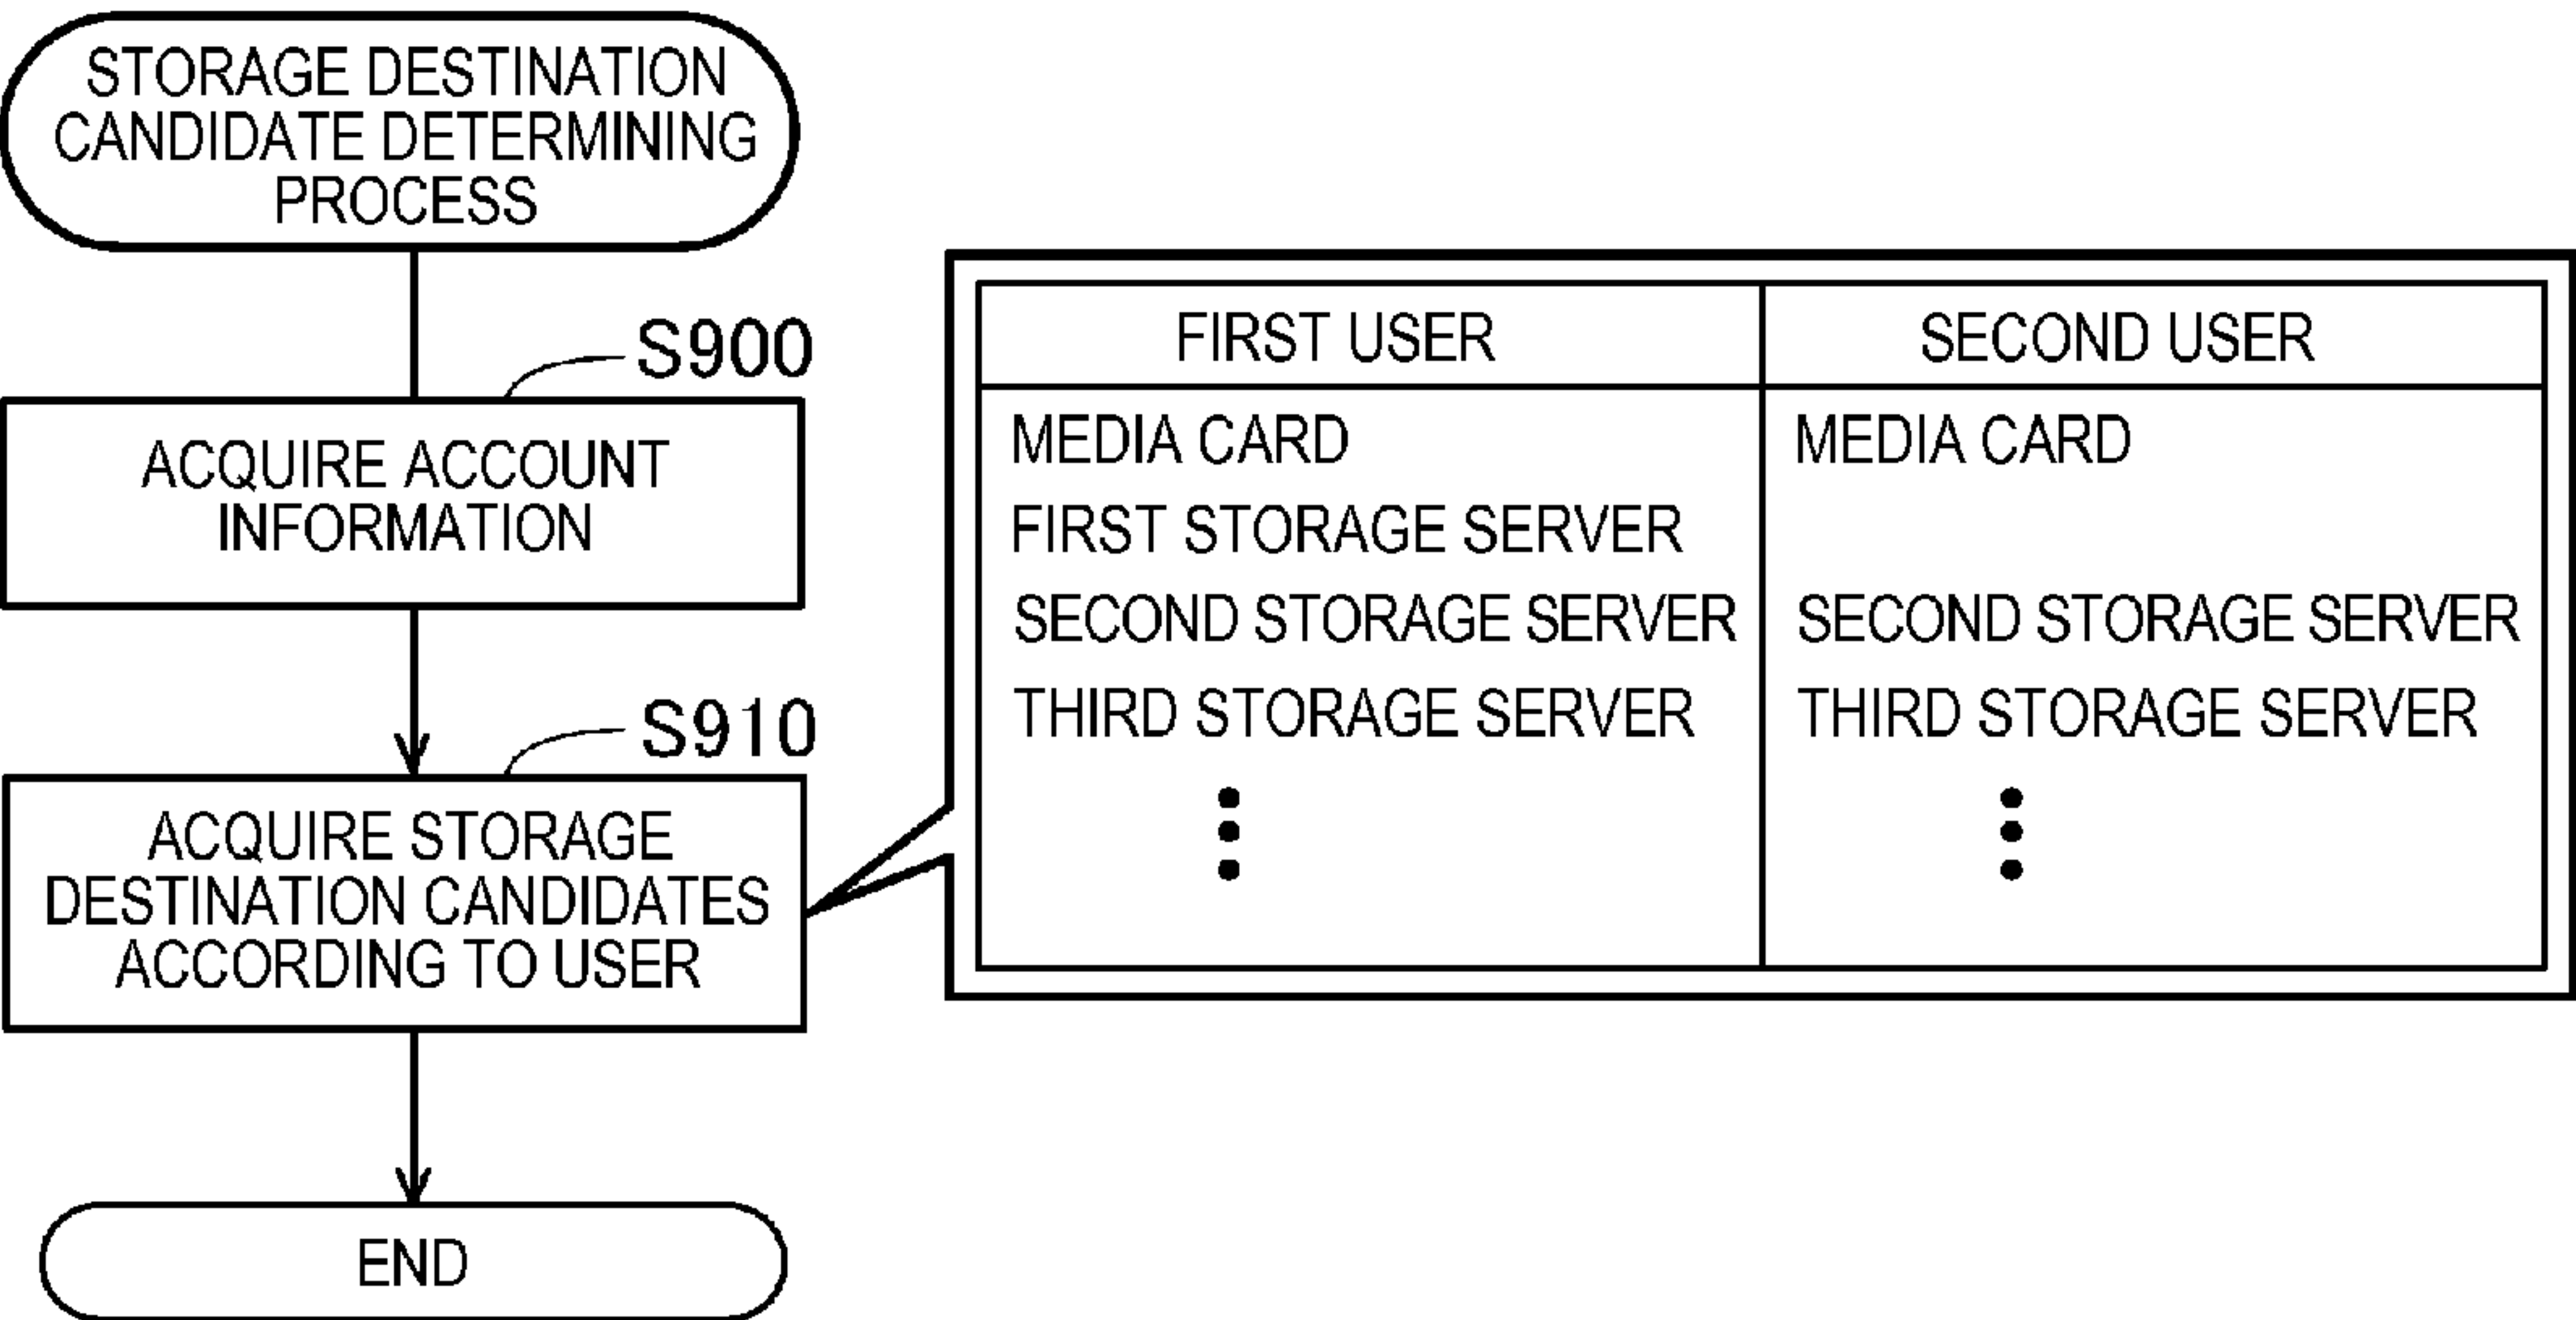 STORAGE DESTINATION
CANDIDATE DETERMINING
PROCESS
S900
ACQUIRE ACCOUNT
INFORMATION
S910
ACQUIRE STORAGE
DESTINATION CANDIDATES
ACCORDING TO USER
END
FIRST USER
MEDIA CARD
FIRST STORAGE SERVER
SECOND STORAGE SERVER
THIRD STORAGE SERVER
SECOND USER
MEDIA CARD
SECOND STORAGE SERVER
THIRD STORAGE SERVER